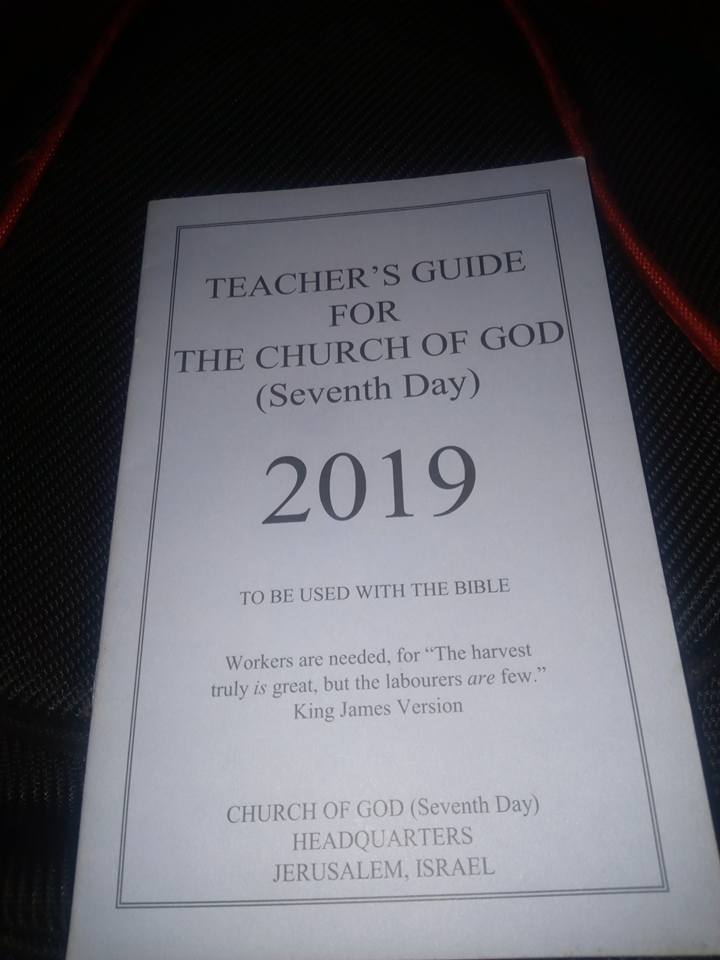 TEACHER'S GUIDE
FOR
THE CHURCH OF GOD
(Seventh Day)
2019
TO BE USED WITH THE BIBLE
Workers are needed, for “The harvest
truly is great, but the labourers are few.”
King James Version
CHURCH OF GOD (Seventh Day)
HEADQUARTERS
JERUSALEM, ISRAEL